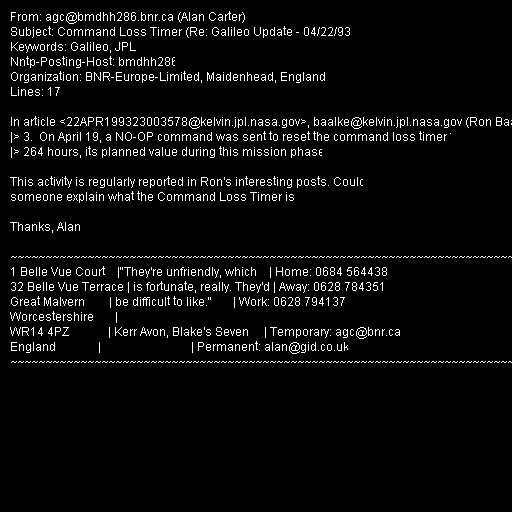 From: agc@bmdhh286.bnr.ca (Alan Carter)
Subject: Command Loss Timer (Re: Galileo Update - 04/22/93
Keywords: Galileo, JPL
Nntp-Posting-Host: bmdhh286
Organization: BNR-Europe-Limited, Maidenhead, England
Lines: 17

In article <22APR199323003578@kelvin.jpl.nasa.gov>, baalke@kelvin.jpl.nasa.gov (Ron Baa
|> 3.  On April 19, a NO-OP command was sent to reset the command loss timer
|> 264 hours, its planned value during this mission phase

This activity is regularly reported in Ron's interesting posts. Could
someone explain what the Command Loss Timer is

Thanks, Alan

~~~~~~~~~~~~~~~~~~~~~~~~~~~~~~~~~~~~~~~~~~~~~~~~~~~~~~~~~~~~~~~~~~~~~~~~
1 Belle Vue Court    |"They're unfriendly, which    | Home: 0684 564438
32 Belle Vue Terrace | is fortunate, really. They'd | Away: 0628 784351
Great Malvern        | be difficult to like."       | Work: 0628 794137
Worcestershire       |
WR14 4PZ             | Kerr Avon, Blake's Seven     | Temporary: agc@bnr.ca
England              |                              | Permanent: alan@gid.co.uk
~~~~~~~~~~~~~~~~~~~~~~~~~~~~~~~~~~~~~~~~~~~~~~~~~~~~~~~~~~~~~~~~~~~~~~~~